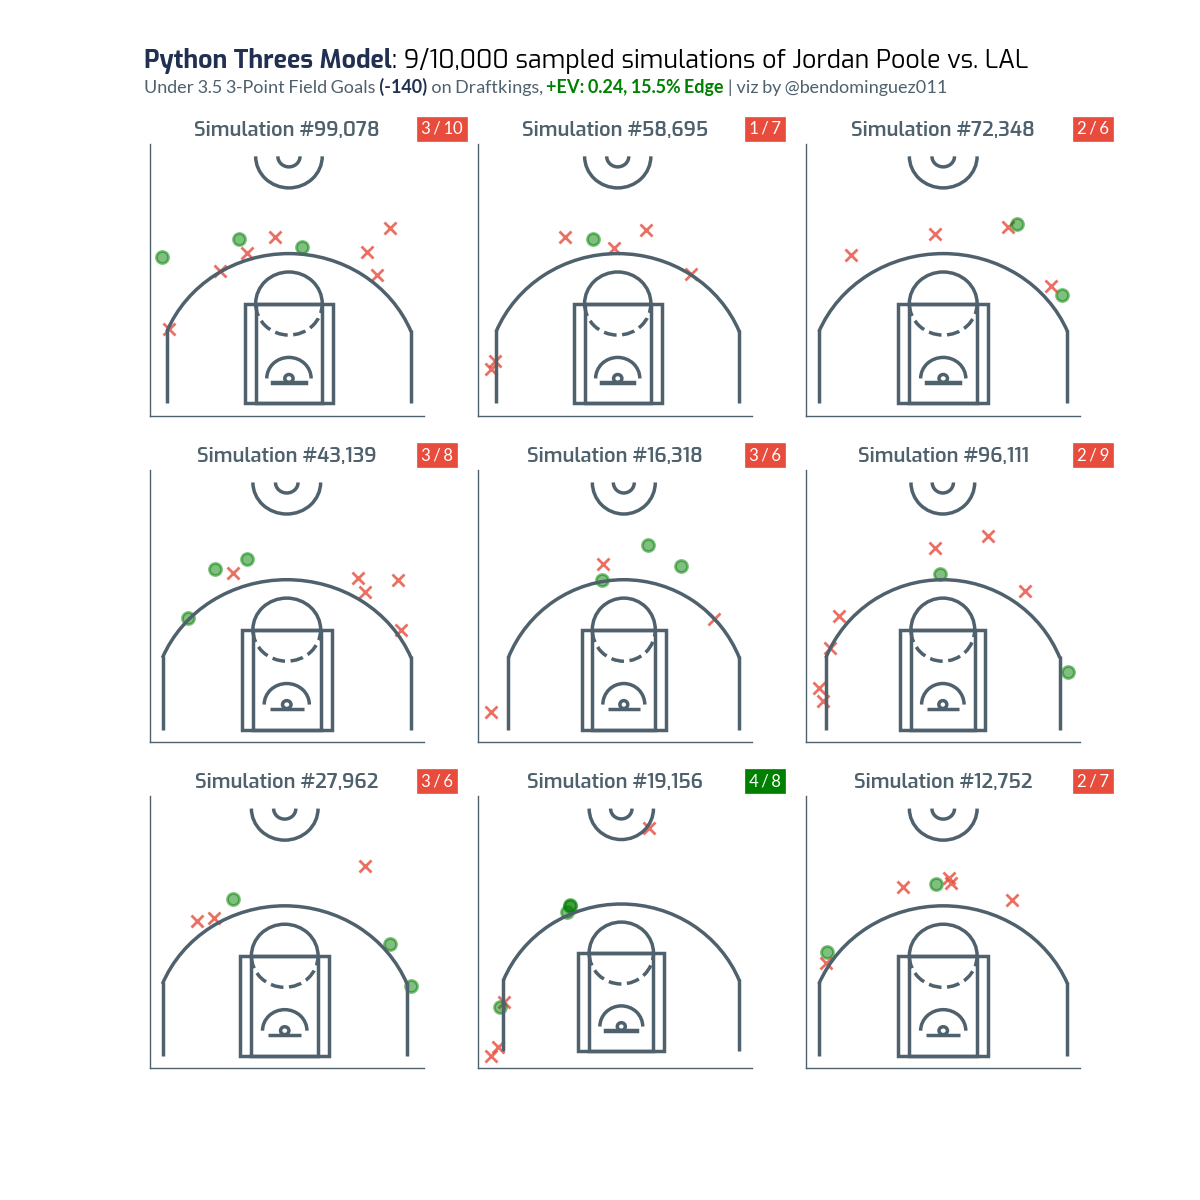 Python Threes Model: 9/10,000 sampled simulations of Jordan Poole vs. LAL
Under 3.5 3-Point Field Goals (-140) on Draftkings, +EV: 0.24, 15.5% Edge | viz by @bendominguez011
Simulation #99,078
3 / 10
Simulation #58,695
1 / 7
Simulation #72,348
2 / 6
Simulation #43,139
3 / 8
Simulation #16,318
3 / 6
Simulation #96,111
2 / 9
Simulation #27,962
3 / 6
Simulation #19,156
4 / 8
Simulation #12,752
2 / 7